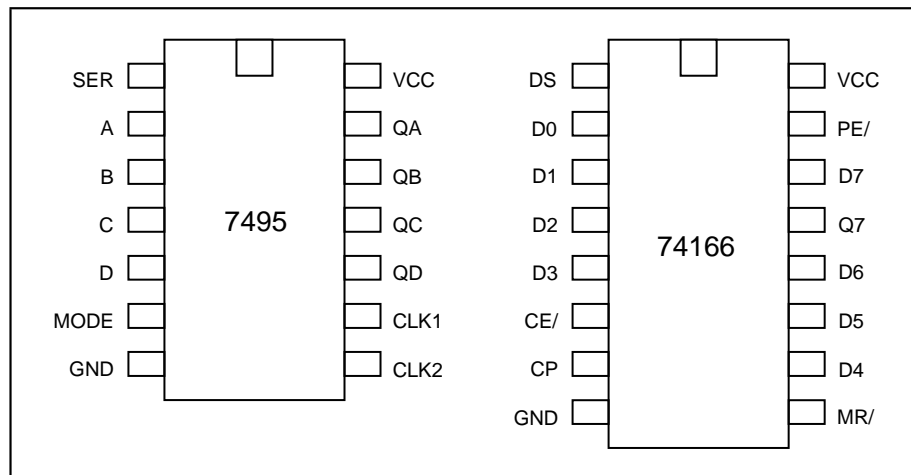 SER VCC DS VCC
A QA D0 PE/
B QB D1 D7
C 7495 QC D2 Q7
74166
D QD D3 D6
MODE CLK1 CE/ D5
GND CLK2 CP D4
GND MR/